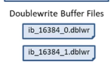 Doublewrite Buffer Files
ib_16384_0.dblwr
ib_16384_1.dblwr